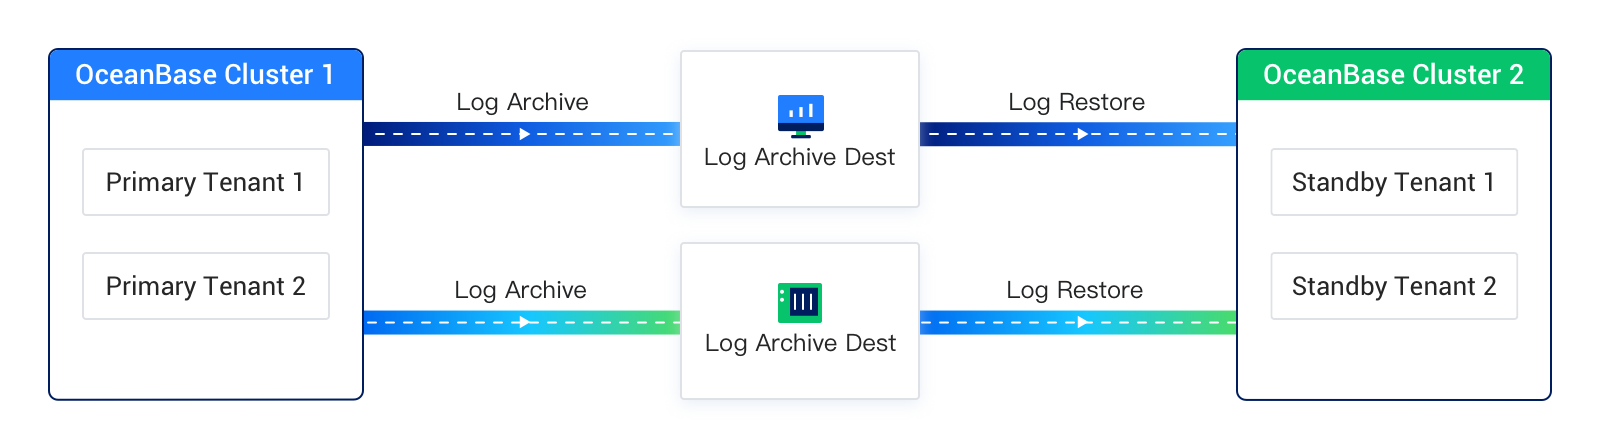 OceanBase Cluster 1
Primary Tenant 1
Primary Tenant 2
Log Archive
Log Archive Dest
Log Restore
Log Archive
Log Archive Dest
Log Restore
OceanBase Cluster 2
Standby Tenant 1
Standby Tenant 2